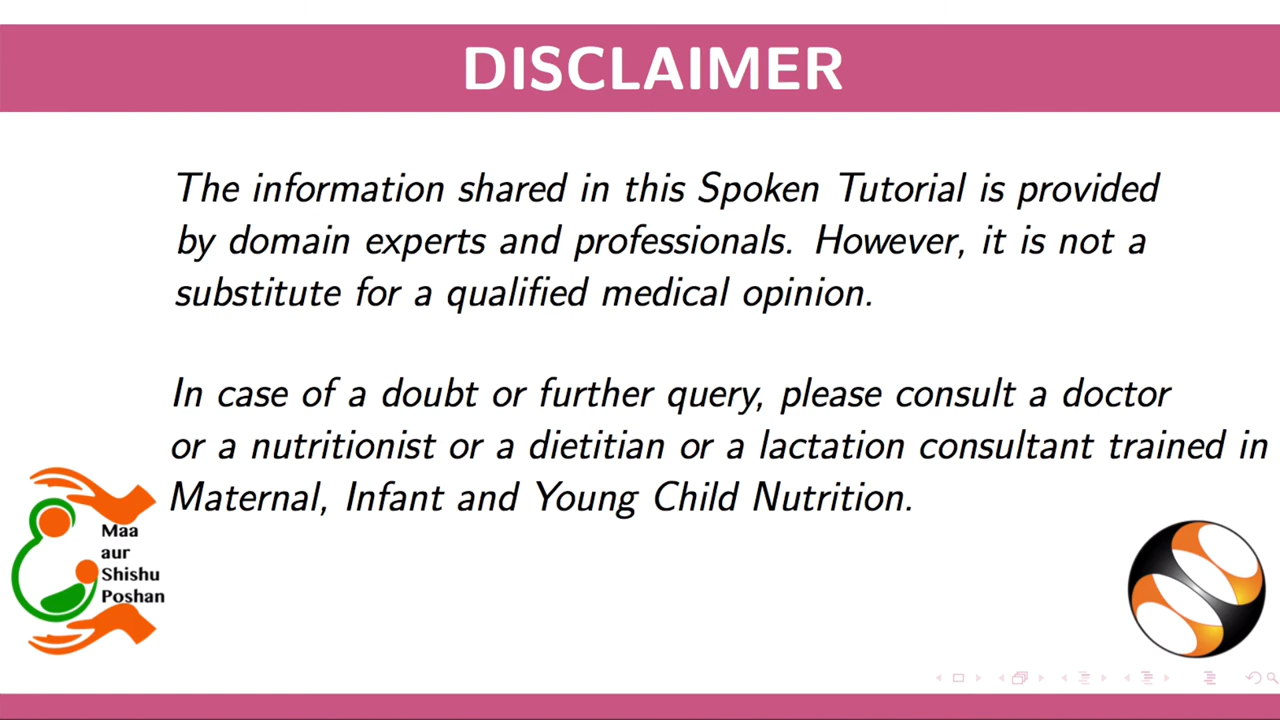 DISCLAIMER
The information shared in this Spoken Tutorial is provided
by domain experts and professionals. However, it is not a
substitute for a qualified medical opinion.
In case of a doubt or further query, please consult a doctor
or a nutritionist or a dietitian or a lactation consultant trained in
Maternal, Infant and Young Child Nutrition.
Maa
aur
Shishu
Poshan